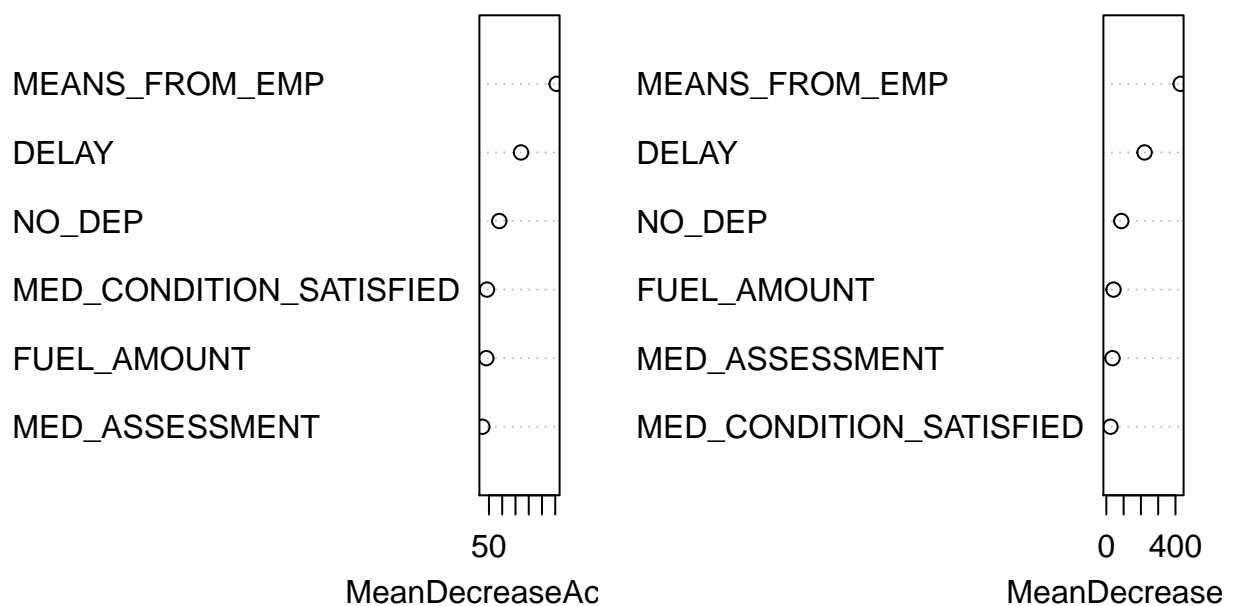 MEANS_FROM_EMP
DELAY
NO_DEP
MED_CONDITION_SATISFIED
FUEL_AMOUNT
MED_ASSESSMENT
50
MeanDecreaseAc
MEANS_FROM_EMP
DELAY
NO_DEP
FUEL_AMOUNT
MED_ASSESSMENT
MED_CONDITION_SATISFIED
0 400
MeanDecrease